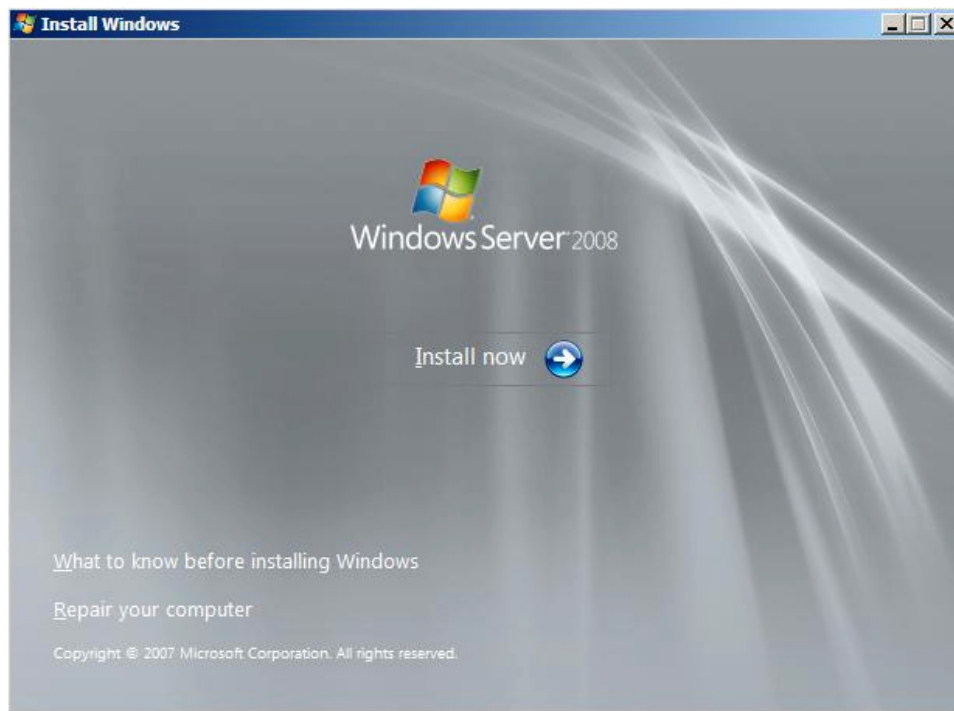 Install Windows
Windows Server 2008
Install now
What to know before installing Windows
Repair your computer
Copyright © 2007 Microsoft Corporation. All rights reserved.